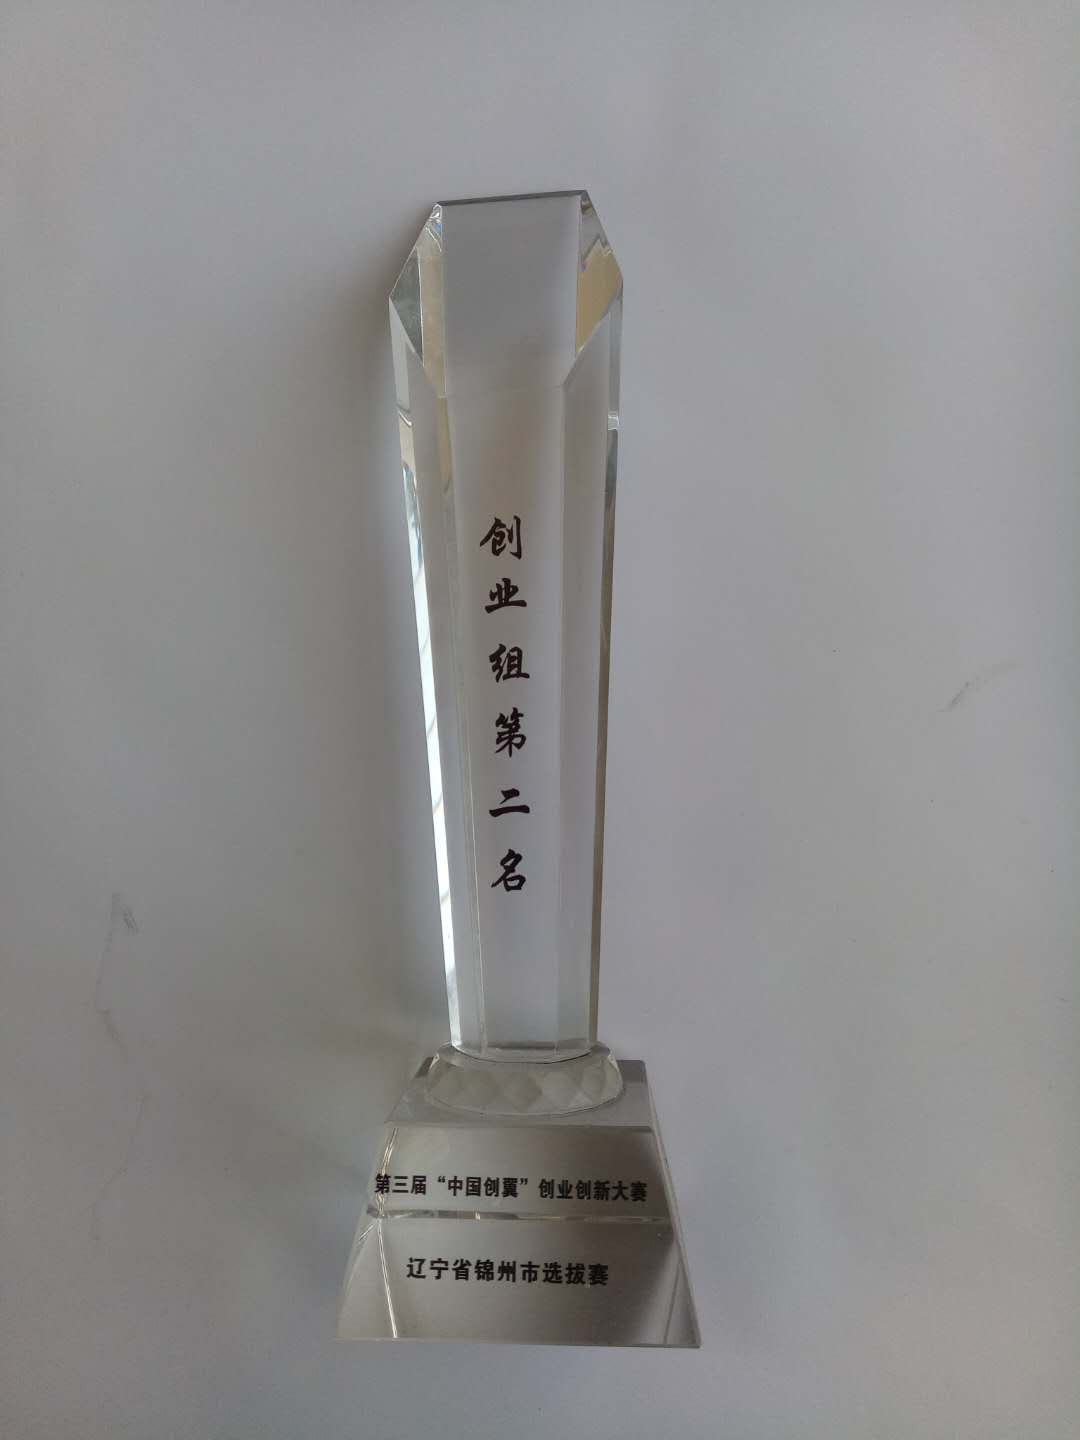 创业组第二名
第三届“中国创翼”创业创新大赛
辽宁省锦州市选拔赛